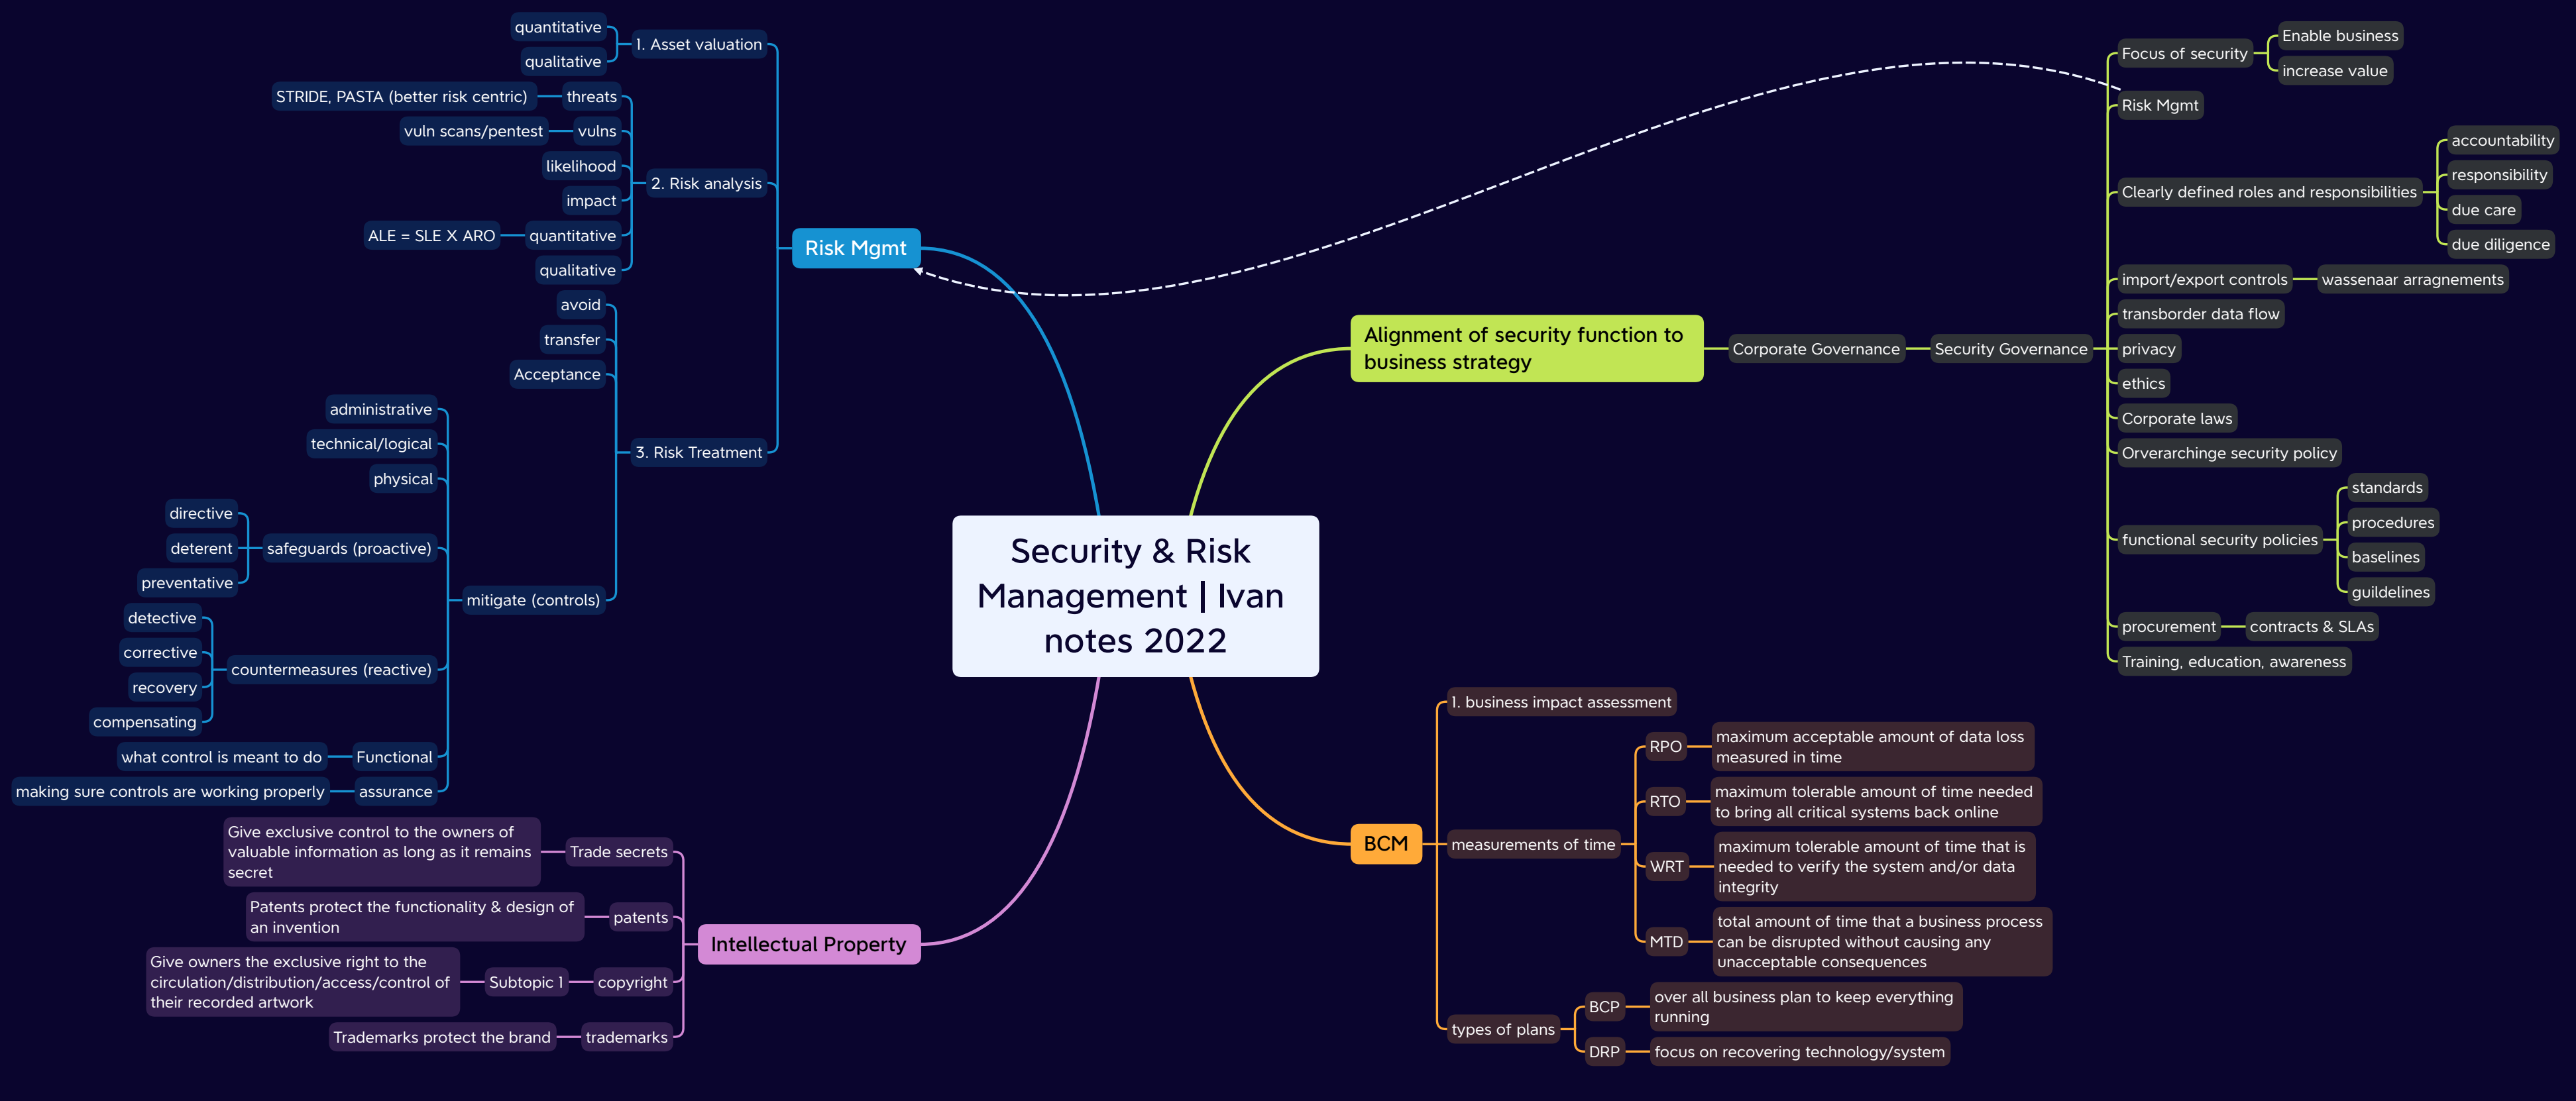 Security & Risk
Management | Ivan
notes 2022
Risk Mgmt
1. Asset valuation
quantitative
qualitative
2. Risk analysis
threats
STRIDE, PASTA (better risk centric)
vulns
vuln scans/pentest
likelihood
impact
quantitative
ALE = SLE X ARO
qualitative
3. Risk Treatment
avoid
transfer
Acceptance
mitigate (controls)
administrative
technical/logical
physical
safeguards (proactive)
directive
deterent
preventative
countermeasures (reactive)
detective
corrective
recovery
compensating
Functional
what control is meant to do
assurance
making sure controls are working properly
Intellectual Property
Trade secrets
Give exclusive control to the owners of
valuable information as long as it remains
secret
patents
Patents protect the functionality & design of
an invention
copyright
Subtopic 1
Give owners the exclusive right to the
circulation/distribution/access/control of
their recorded artwork
trademarks
Trademarks protect the brand
Alignment of security function to
business strategy
Corporate Governance
Security Governance
Focus of security
Enable business
increase value
Risk Mgmt
Clearly defined roles and responsibilities
accountability
responsibility
due care
due diligence
import/export controls
wassenaar arragnements
transborder data flow
privacy
ethics
Corporate laws
Orverarchinge security policy
functional security policies
standards
procedures
baselines
guildelines
procurement
contracts & SLAs
Training, education, awareness
BCM
1. business impact assessment
measurements of time
RPO
maximum acceptable amount of data loss
measured in time
RTO
maximum tolerable amount of time needed
to bring all critical systems back online
WRT
maximum tolerable amount of time that is
needed to verify the system and/or data
integrity
MTD
total amount of time that a business process
can be disrupted without causing any
unacceptable consequences
types of plans
BCP
over all business plan to keep everything
running
DRP
focus on recovering technology/system